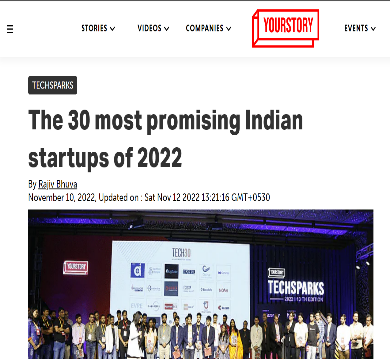 STORIES VIDEOS COMPANIES YOURSTORY EVENTS
TECHSPARKS
The 30 most promising Indian
startups of 2022
By Rajiv Bhuva
November 10, 2022, Updated on : Sat Nov 12 2022 13:21:16 GMT+0530
TECH30
YOURSTORY
YOURSTORY
TECHSPARKS
2022 | 13TH EDITION